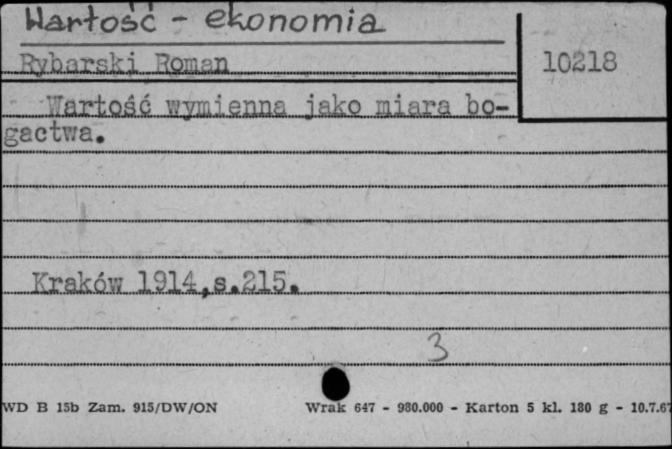 Wartość - ekonomia
Rybarski Roman
10218
Wartość wymienna jako miara bo-
gactwa.
Kraków 1914,s.215.
3
WD B 15b Zam. 915/DW/ON Wrak 647 - 980.000 - Karton 5 kl. 180 g - 10.7.67